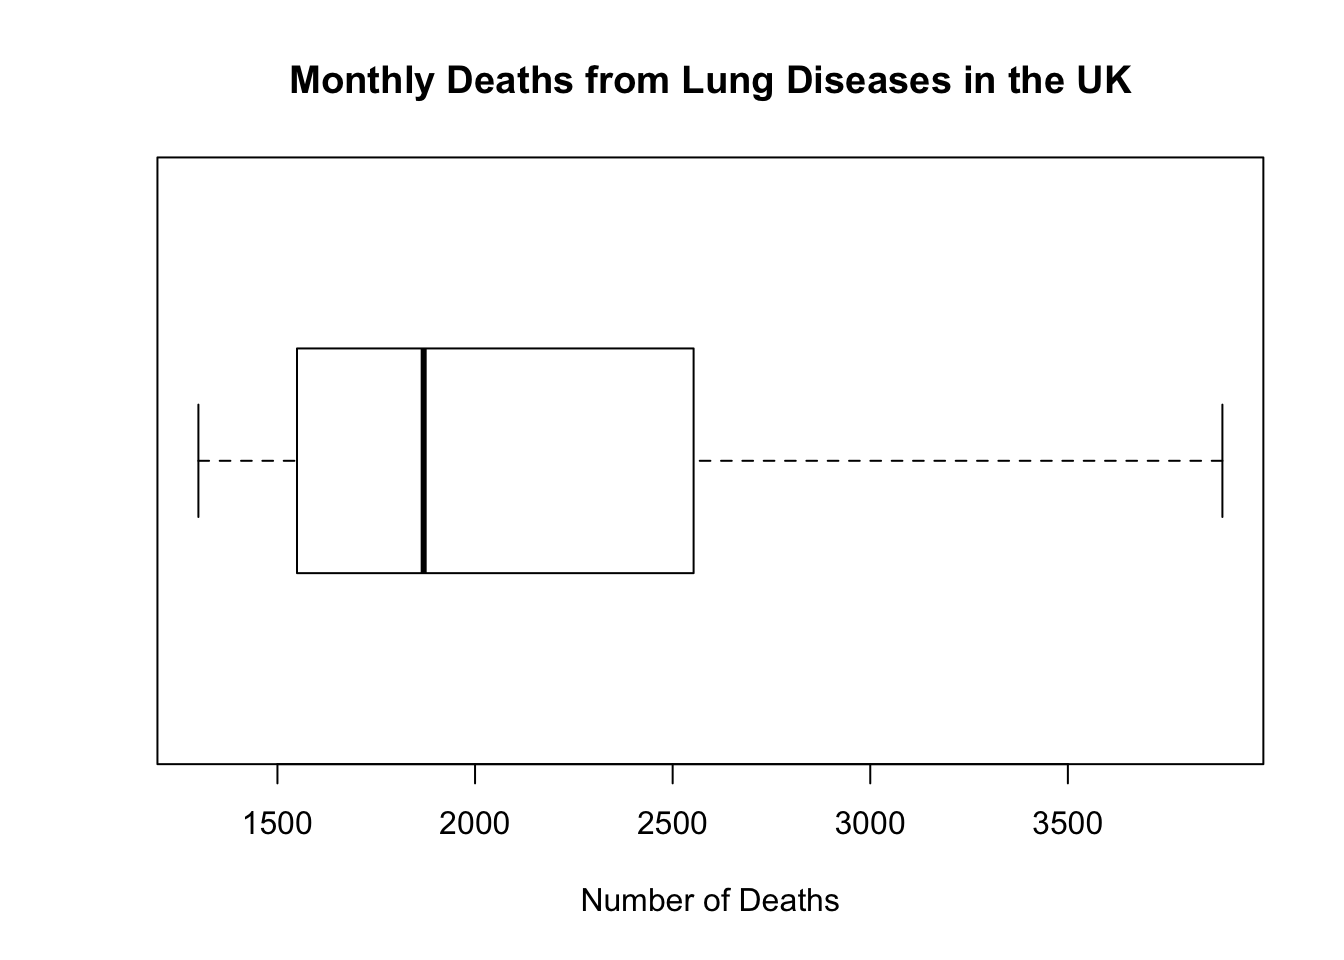 Monthly Deaths from Lung Diseases in the UK
1500 2000 2500 3000 3500
Number of Deaths